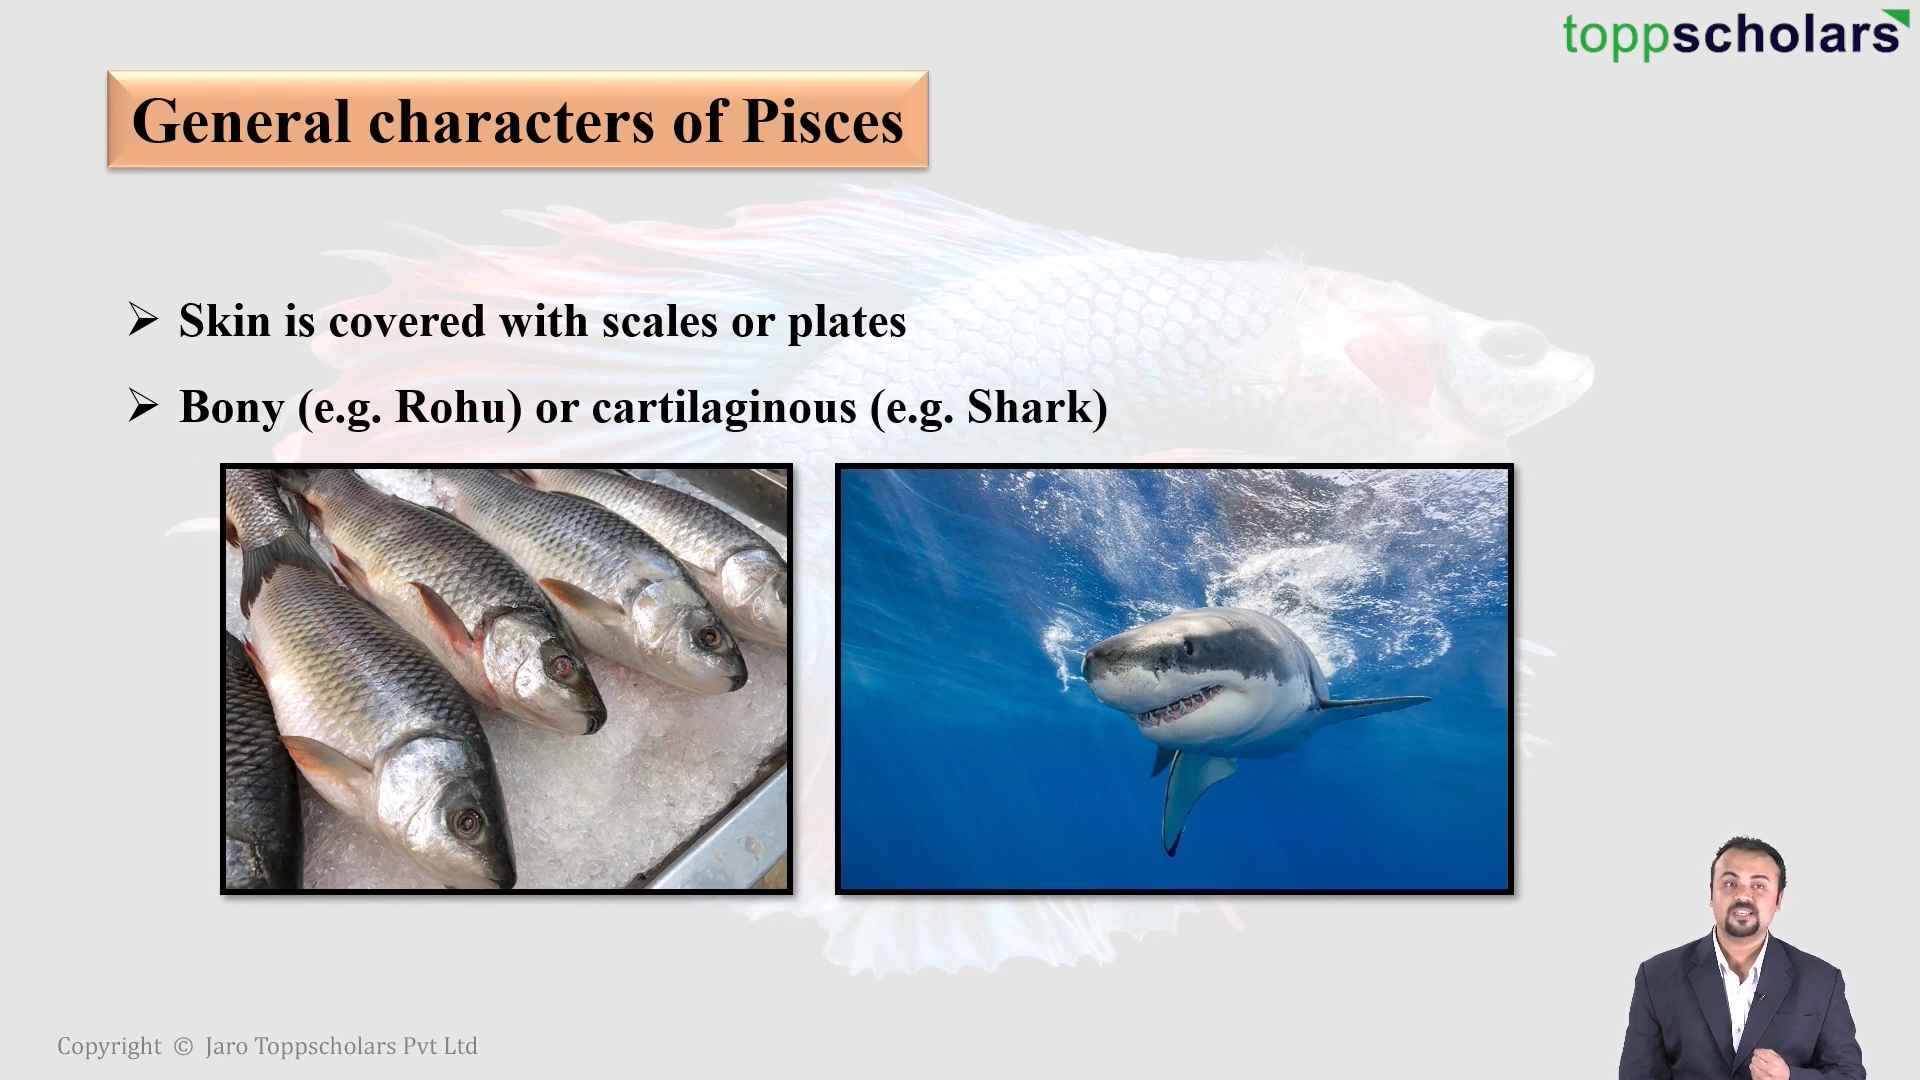 toppscholars
General characters of Pisces
➢ Skin is covered with scales or plates
➢ Bony (e.g. Rohu) or cartilaginous (e.g. Shark)
Copyright © Jaro Toppscholars Pvt Ltd